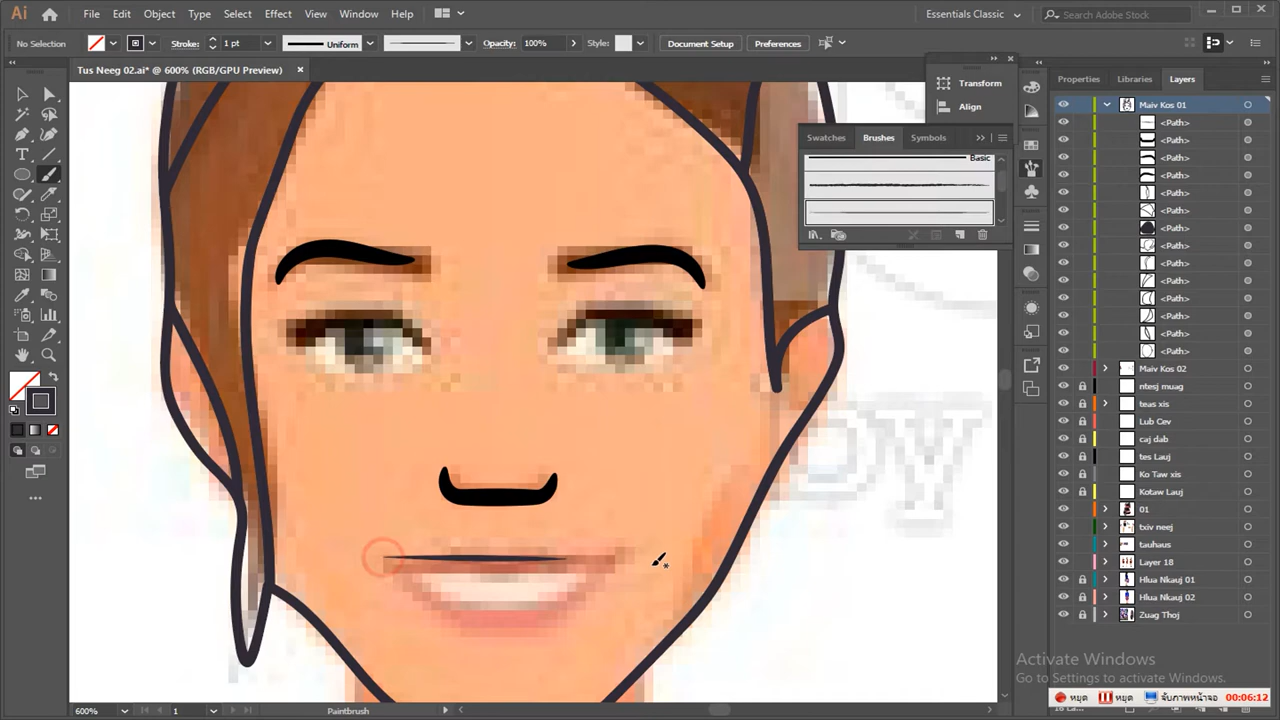 Ai File Edit Object Type Select Effect View Window Help Essentials Classic Search Adobe Stock
No Selection Stroke: 1 pt Uniform Opacity: 100% Style: Document Setup Preferences
Tus Neeg 02.ai* @ 600% (RGB/GPU Preview)
Transform
Align
Swatches Brushes Symbols
Basic
Properties Libraries Layers
Maiv Kos 01
<Path>
<Path>
<Path>
<Path>
<Path>
<Path>
<Path>
<Path>
<Path>
<Path>
<Path>
<Path>
<Path>
<Path>
Maiv Kos 02
ntesj muag
teas xis
Lub Cev
caj dab
tes Lauj
Ko Taw xis
Kotaw Lauj
01
txiv neej
tauhaus
Layer 18
Hlua Nkauj 01
Hlua Nkauj 02
Zuag Thoj
DY
Activate Windows
Go to Settings to activate Windows.
หยุด หยุด จับภาพหน้าจอ 00:06:12
600% 1 Paintbrush